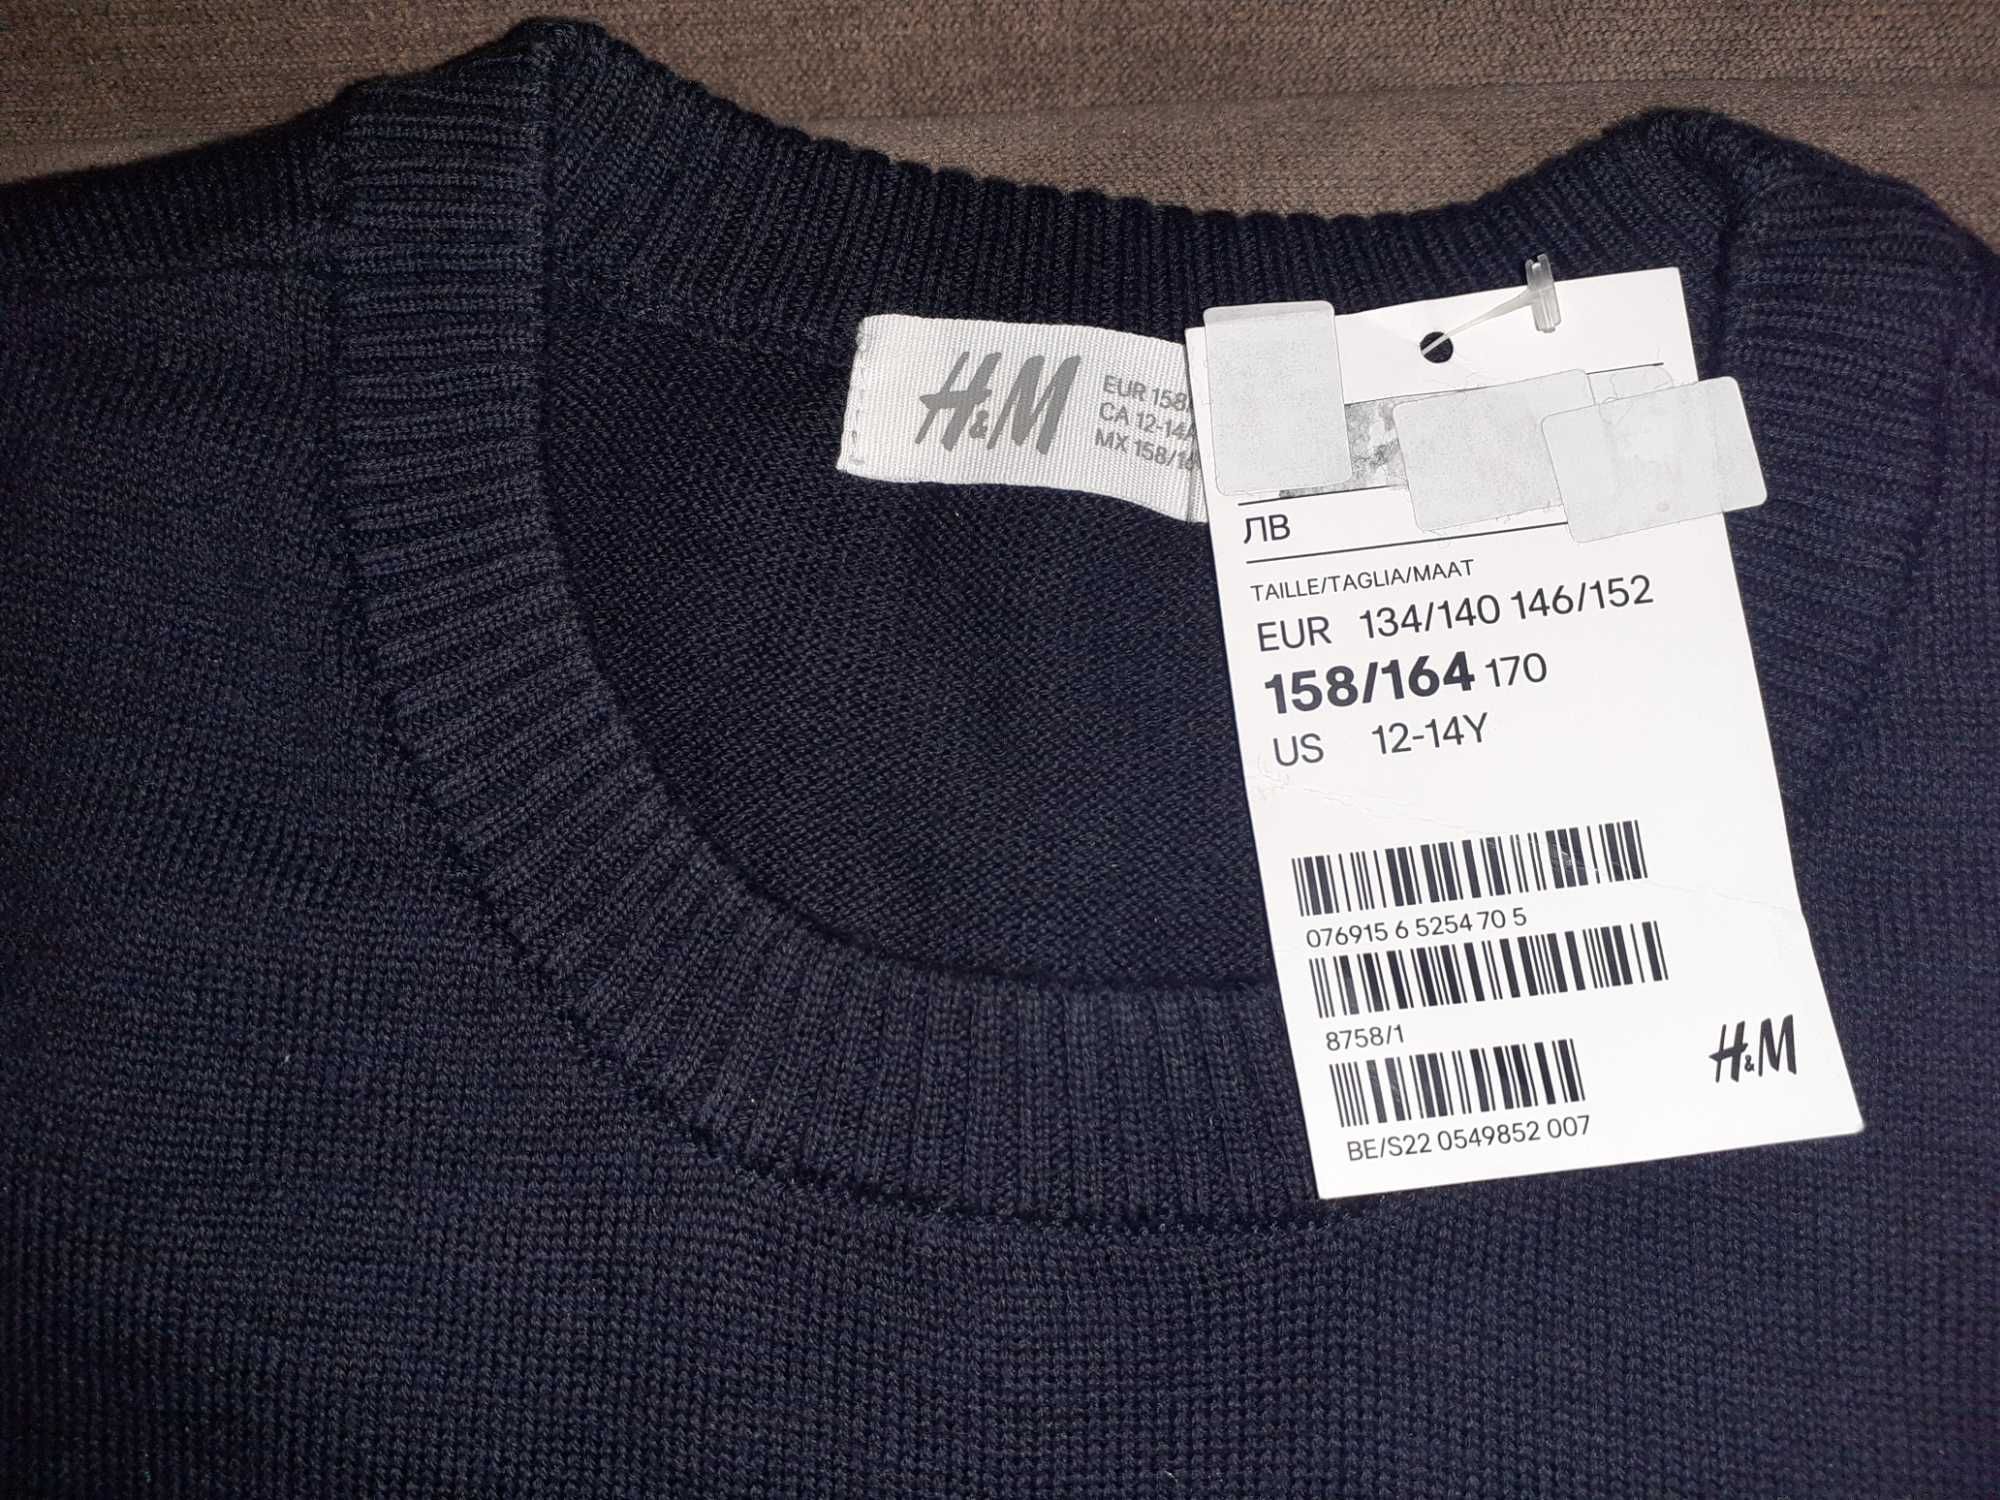 H&M
EUR 158
CA 12-14
MX 158/16
ЛВ
TAILLE/TAGLIA/MAAT
EUR 134/140 146/152
158/164 170
US 12-14Y
076915 6 5254 70 5
8758/1
H&M
BE/S22 0549852 007